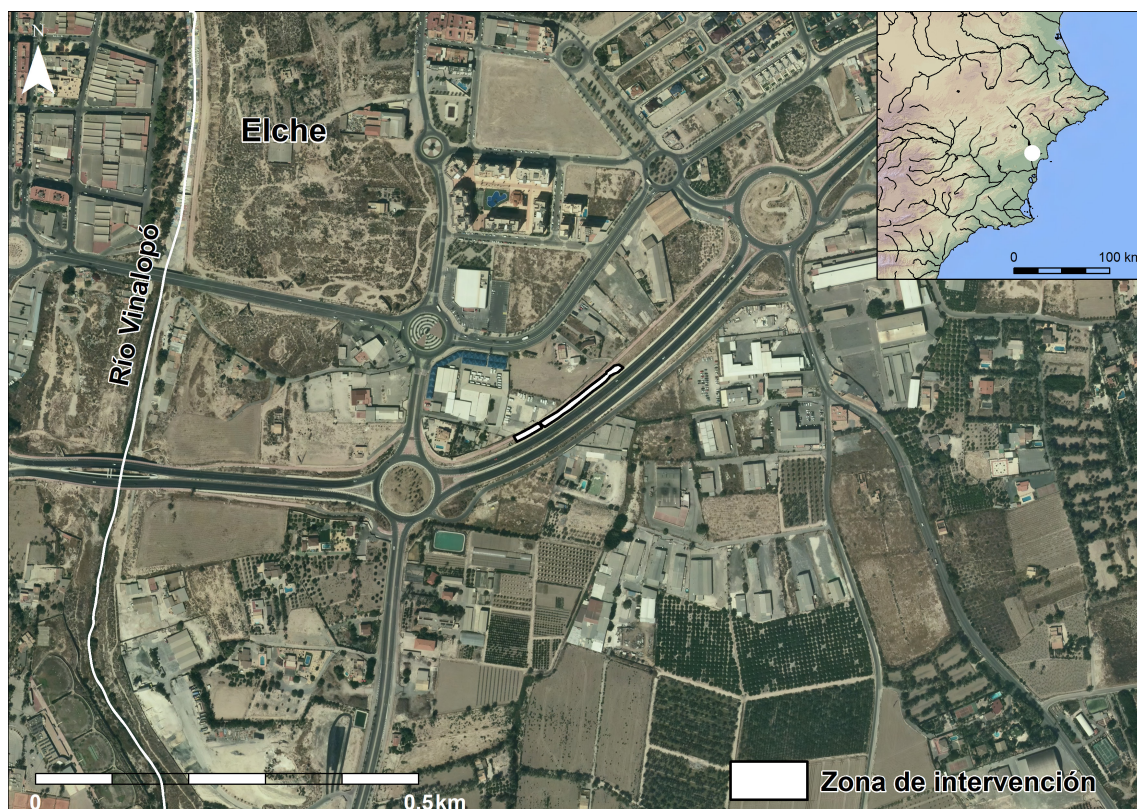 N
Elche
Río Vinalopó
0 100 km
0 0.5km
Zona de intervención